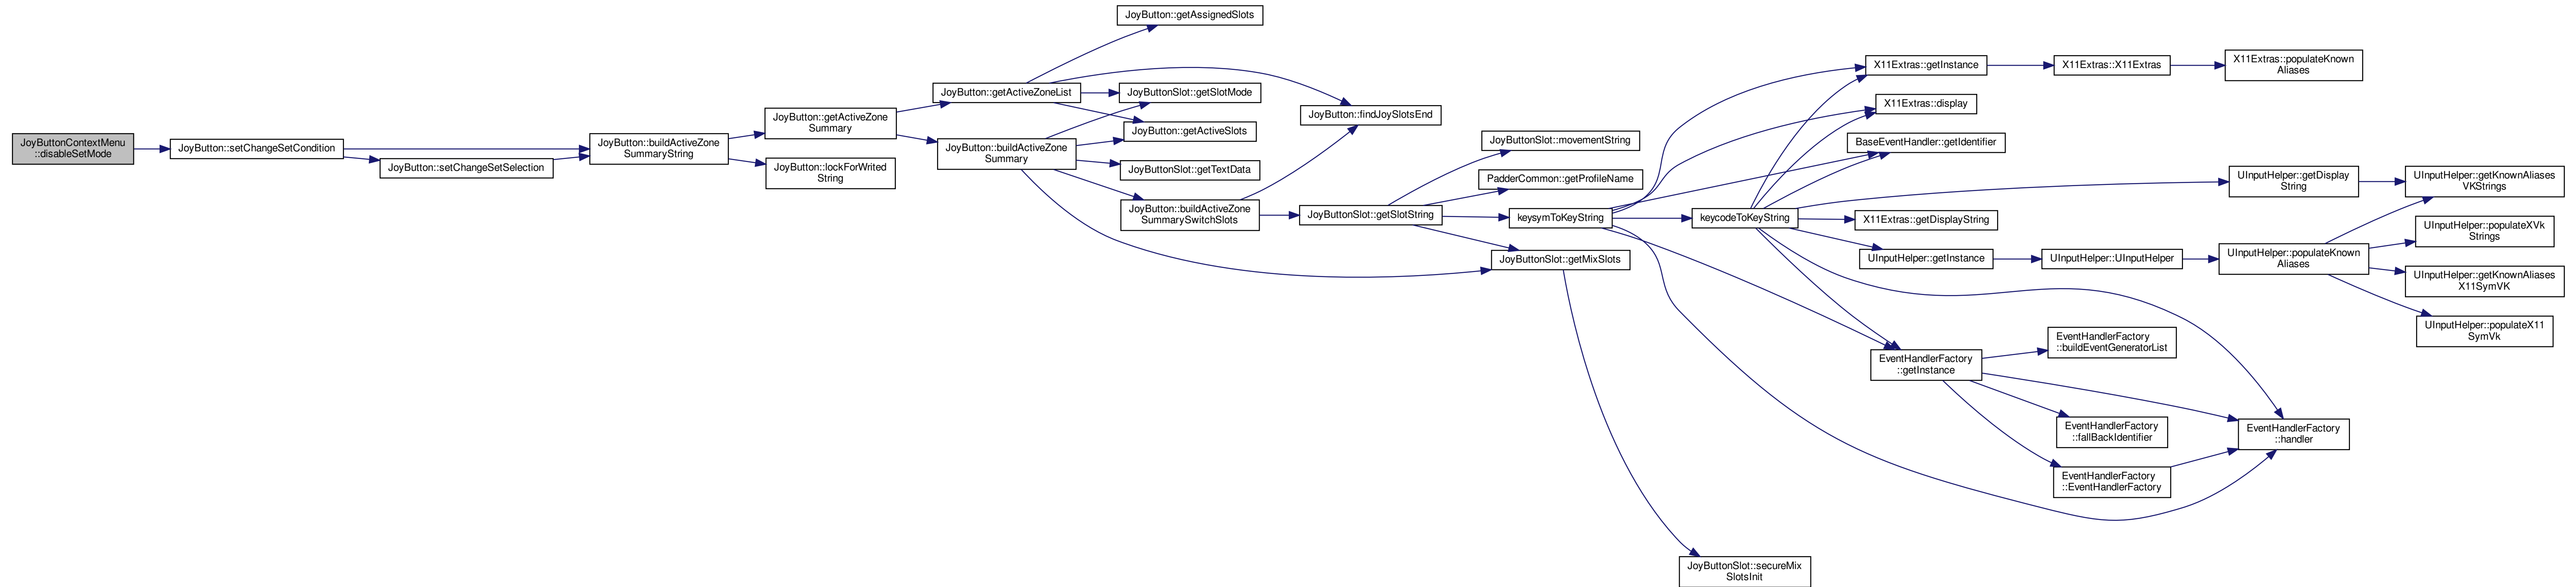 JoyButtonContextMenu
::disableSetMode
JoyButton::setChangeSetCondition
JoyButton::setChangeSetSelection
JoyButton::buildActiveZone
SummaryString
JoyButton::getActiveZone
Summary
JoyButton::lockForWrited
String
JoyButton::getActiveZoneList
JoyButton::buildActiveZone
Summary
JoyButton::getAssignedSlots
JoyButtonSlot::getSlotMode
JoyButton::getActiveSlots
JoyButtonSlot::getTextData
JoyButton::buildActiveZone
SummarySwitchSlots
JoyButton::findJoySlotsEnd
JoyButtonSlot::getSlotString
JoyButtonSlot::movementString
PadderCommon::getProfileName
keysymToKeyString
JoyButtonSlot::getMixSlots
JoyButtonSlot::secureMix
SlotsInit
keycodeToKeyString
X11Extras::getInstance
X11Extras::display
BaseEventHandler::getIdentifier
X11Extras::getDisplayString
UInputHelper::getInstance
EventHandlerFactory
::getInstance
X11Extras::X11Extras
UInputHelper::UInputHelper
EventHandlerFactory
::buildEventGeneratorList
EventHandlerFactory
::fallBackIdentifier
EventHandlerFactory
::EventHandlerFactory
X11Extras::populateKnown
Aliases
UInputHelper::getDisplay
String
UInputHelper::populateKnown
Aliases
EventHandlerFactory
::handler
UInputHelper::getKnownAliases
VKStrings
UInputHelper::populateXVk
Strings
UInputHelper::getKnownAliases
X11SymVK
UInputHelper::populateX11
SymVk